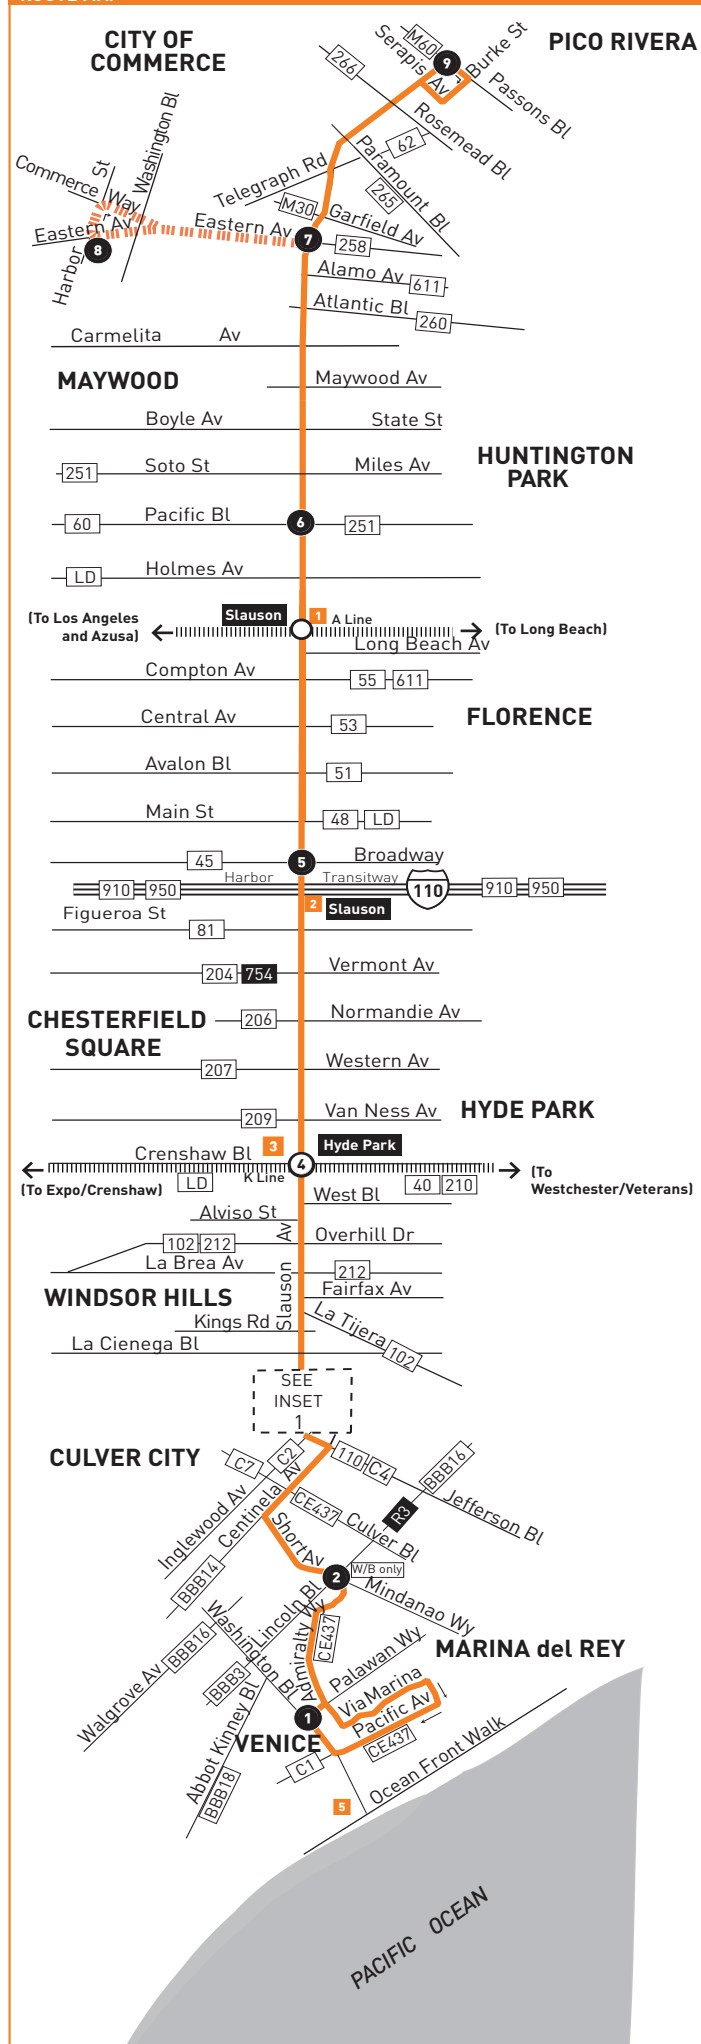 CITY OF
COMMERCE
PICO RIVERA
M60
9
Serapis Av
Burke St
Passons Bl
266
Rosemead Bl
62
Telegraph Rd
Paramount Bl
265
Washington Bl
St
Commerce Way
Eastern Av
8
Harbor
Eastern Av
M30
Garfield Av
7
258
Alamo Av
611
Atlantic Bl
260
Carmelita Av
MAYWOOD
Maywood Av
Boyle Av
State St
HUNTINGTON
PARK
251
Soto St
Miles Av
60
Pacific Bl
6
251
LD
Holmes Av
(To Los Angeles
and Azusa)
Slauson
1
A Line
(To Long Beach)
Long Beach Av
Compton Av
55
611
Central Av
53
FLORENCE
Avalon Bl
51
Main St
48
LD
45
5
Broadway
Harbor Transitway
910
950
110
910
950
2
Slauson
Figueroa St
81
204
754
Vermont Av
CHESTERFIELD
SQUARE
206
Normandie Av
207
Western Av
209
Van Ness Av
HYDE PARK
Crenshaw Bl
3
Hyde Park
4
(To Expo/Crenshaw)
LD
K Line
40
210
(To
Westchester/Veterans)
West Bl
Alviso St
102
212
Overhill Dr
La Brea Av
212
Slauson Av
WINDSOR HILLS
Fairfax Av
Kings Rd
La Tijera
102
La Cienega Bl
SEE
INSET
1
CULVER CITY
C7
C2
110
C4
BBB16
Jefferson Bl
Inglewood Av
Centinela Av
CE437
Culver Bl
R3
BBB14
Short Av
2
W/B only
Mindanao Wy
Lincoln Bl
Washington Bl
Admiralty Wy
CE437
BBB16
Walgrove Av
BBB3
Palawan Wy
MARINA del REY
Via Marina
Pacific Av
CE437
1
VENICE
Abbot Kinney Bl
BBB18
C1
Ocean Front Walk
5
PACIFIC OCEAN